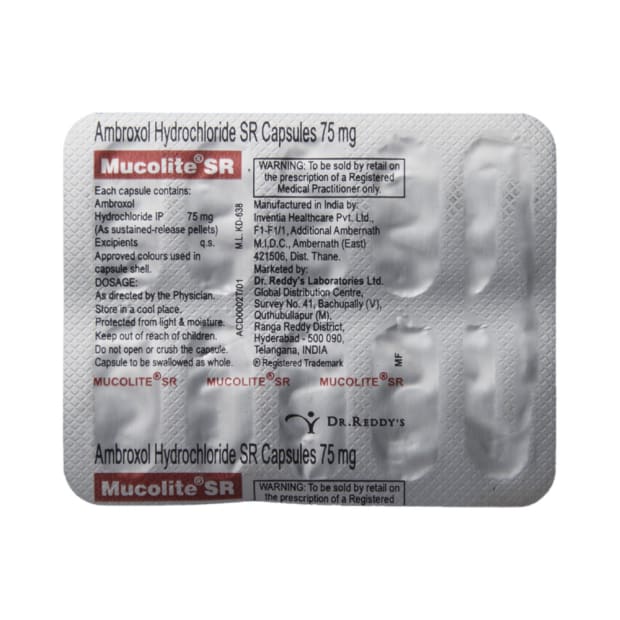 Ambroxol Hydrochloride SR Capsules 75 mg
Mucolite® SR
Each capsule contains:
Ambroxol
Hydrochloride IP 75 mg
(As sustained-release pellets)
Excipients q.s.
Approved colours used in
capsule shell.
DOSAGE:
As directed by the Physician.
Store in a cool place.
Protected from light & moisture.
Keep out of reach of children.
Do not open or crush the capsule.
Capsule to be swallowed as whole.
M.L. KD-638
ACD00027/01
WARNING: To be sold by retail on
the prescription of a Registered
Medical Practitioner only.
Manufactured in India by:
Inventia Healthcare Pvt. Ltd.,
F1-F1/1, Additional Ambernath
M.I.D.C., Ambernath (East)
421506, Dist. Thane.
Marketed by:
Dr. Reddy's Laboratories Ltd.
Global Distribution Centre,
Survey No. 41, Bachupally (V),
Quthubullapur (M),
Ranga Reddy District,
Hyderabad - 500 090,
Telangana, INDIA
® Registered Trademark
MF
MUCOLITE® SR MUCOLITE® SR MUCOLITE® SR
DR.REDDY'S
Ambroxol Hydrochloride SR Capsules 75 mg
Mucolite® SR
WARNING: To be sold by retail on
the prescription of a Registered